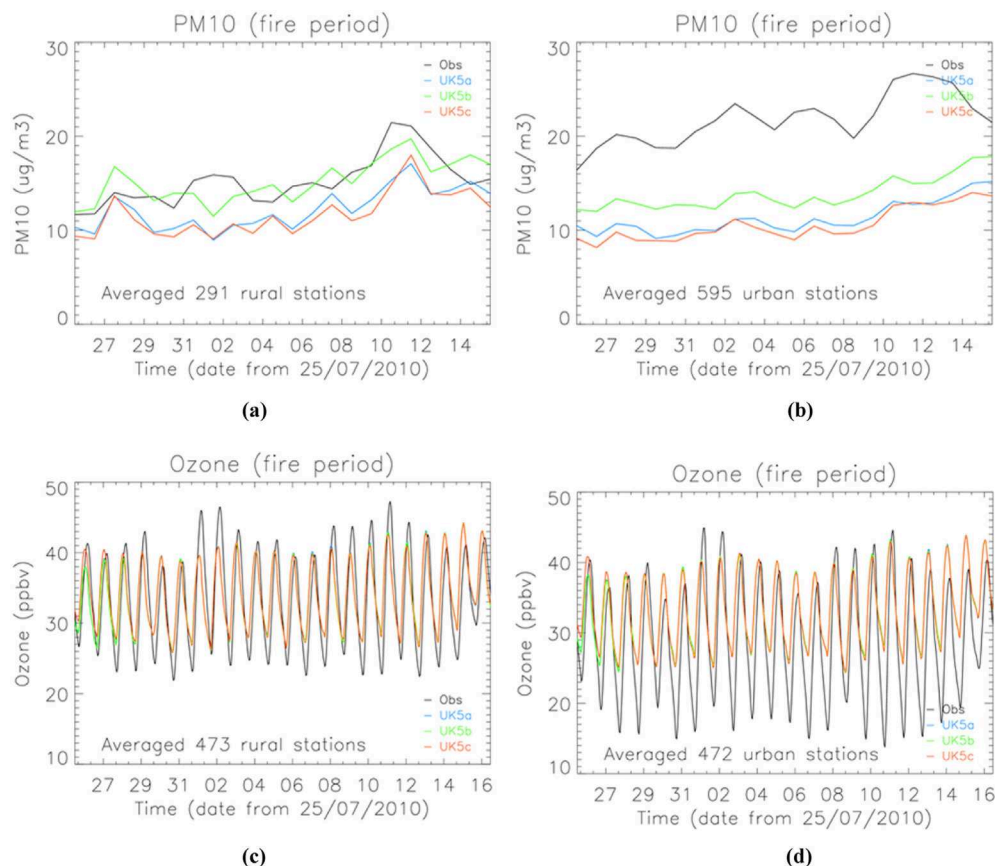 PM10 (fire period)
30
20
10
0
PM10 (ug/m3)
Obs
UK5a
UK5b
UK5c
Averaged 291 rural stations
27 29 31 02 04 06 08 10 12 14
Time (date from 25/07/2010)
(a)
PM10 (fire period)
30
20
10
0
PM10 (ug/m3)
Obs
UK5a
UK5b
UK5c
Averaged 595 urban stations
27 29 31 02 04 06 08 10 12 14
Time (date from 25/07/2010)
(b)
Ozone (fire period)
50
40
30
20
10
Ozone (ppbv)
Obs
UK5a
UK5b
UK5c
Averaged 473 rural stations
27 29 31 02 04 06 08 10 12 14 16
Time (date from 25/07/2010)
(c)
Ozone (fire period)
50
40
30
20
10
Ozone (ppbv)
Obs
UK5a
UK5b
UK5c
Averaged 472 urban stations
27 29 31 02 04 06 08 10 12 14 16
Time (date from 25/07/2010)
(d)